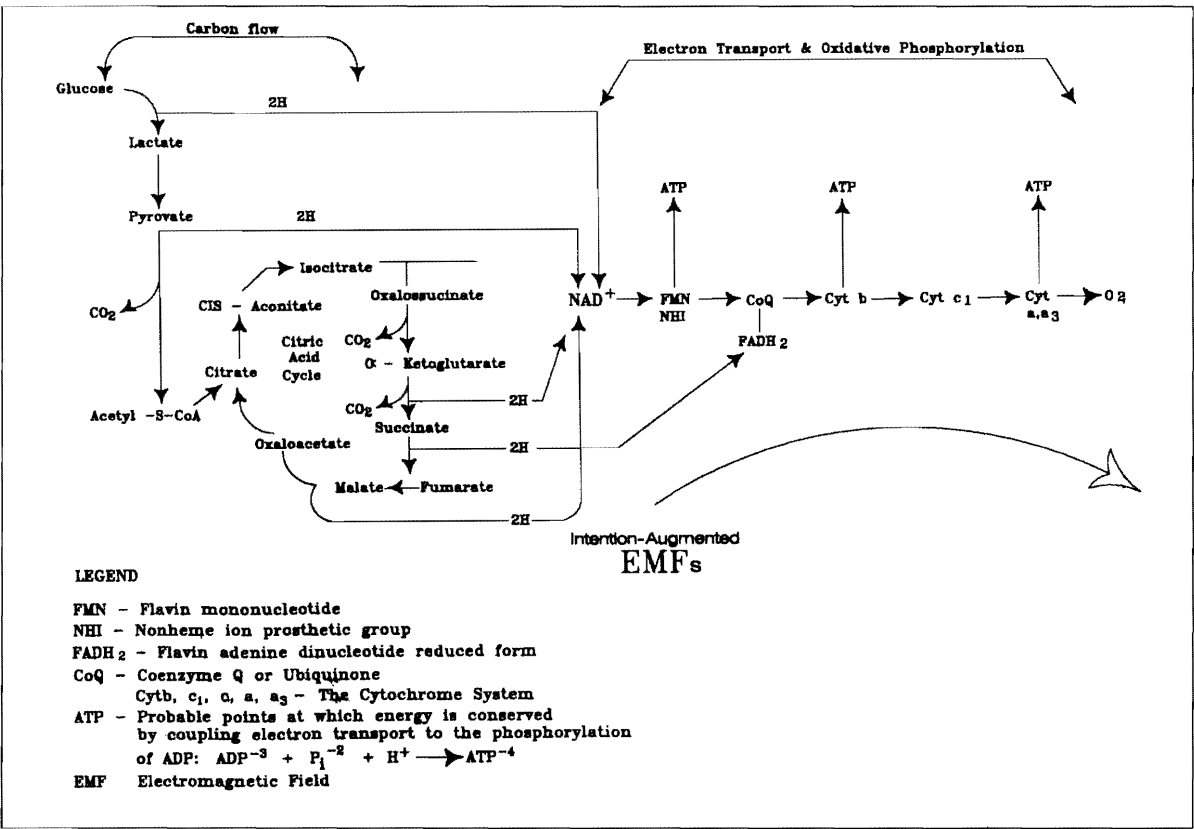 Carbon flow
Electron Transport & Oxidative Phosphorylation
Glucose
2H
Lactate
ATP
ATP
ATP
Pyrovate
2H
Isocitrate
CIS - Aconitate
Oxalossucinate
NAD+
FMN
NHI
CoQ
Cyt b
Cyt c1
Cyt
a,a3
O2
CO2
FADH2
Citric
Acid
Cycle
CO2
α - Ketoglutarate
Citrate
CO2
2H
Acetyl -S-CoA
Succinate
Oxaloacetate
2H
Malate
Fumarate
2H
Intention-Augmented
EMFs
LEGEND
FMN - Flavin mononucleotide
NHI - Nonheme ion prosthetic group
FADH2 - Flavin adenine dinucleotide reduced form
CoQ - Coenzyme Q or Ubiquinone
Cytb, c1, c, a, a3 - The Cytochrome System
ATP - Probable points at which energy is conserved
by coupling electron transport to the phosphorylation
of ADP: ADP-3 + Pi-2 + H+ → ATP-4
EMF Electromagnetic Field